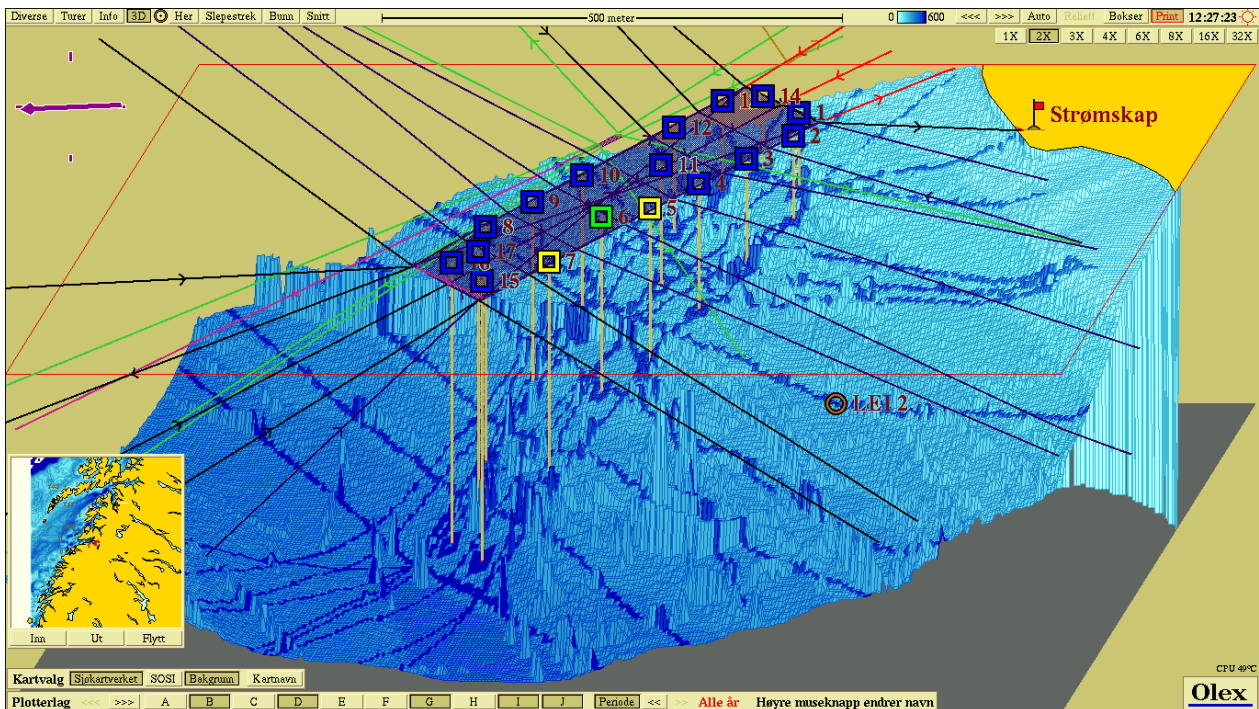 Diverse Turer Info 3D Her Slepestrek Bunn Snitt 500 meter 0 600 <<< >>> Auto Relieff Bokser Print 12:27:23
1X 2X 3X 4X 6X 8X 16X 32X
1 14
1
12
2
Strømskap
3
11
10
4
9
5
6
8
17
7
16
15
LEI 2
Inn Ut Flytt
CPU 49°C
Kartvalg Sjøkartverket SOSI Bakgrunn Kartnavn
Plotterlag <<< >>> A B C D E F G H I J Periode << >> Alle år Høyre museknapp endrer navn
Olex